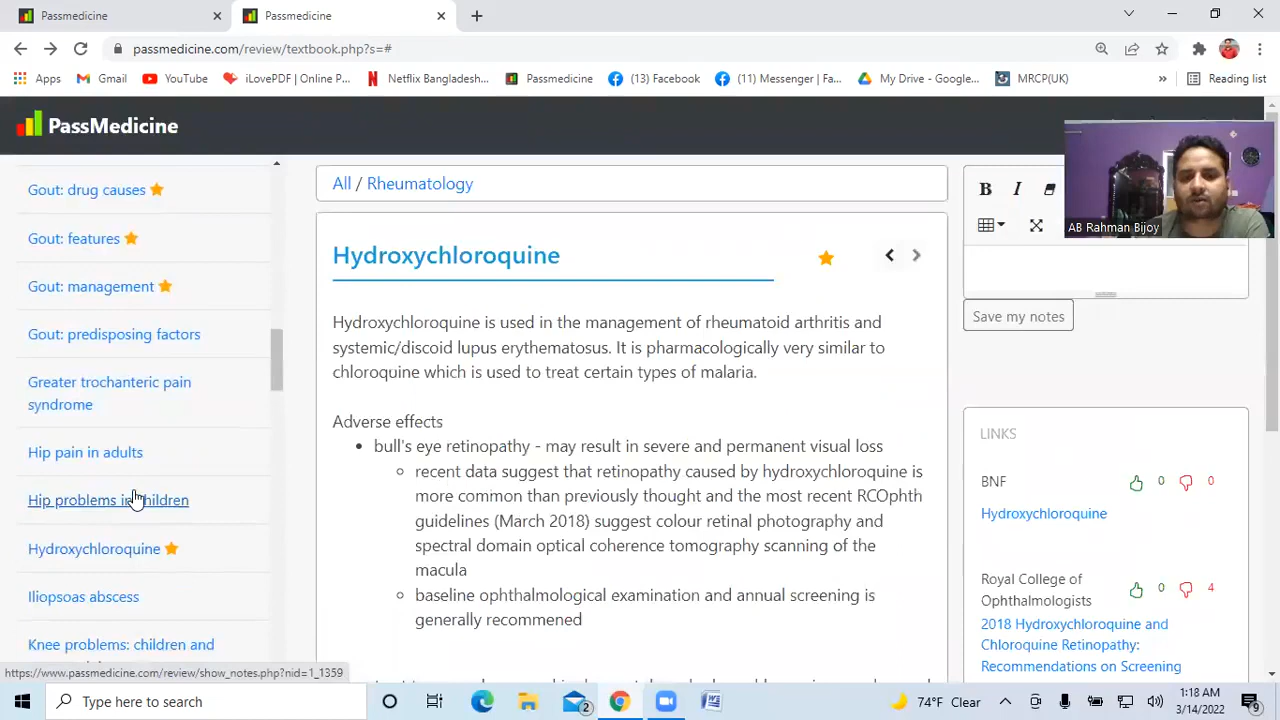 Passmedicine
Passmedicine
passmedicine.com/review/textbook.php?s=#
Apps
Gmail
YouTube
iLovePDF | Online P...
Netflix Bangladesh...
Passmedicine
(13) Facebook
(11) Messenger | Fa...
My Drive - Google...
MRCP(UK)
»
Reading list
PassMedicine
AB Rahman Bijoy
Gout: drug causes
Gout: features
Gout: management
Gout: predisposing factors
Greater trochanteric pain
syndrome
Hip pain in adults
Hip problems in children
Hydroxychloroquine
Iliopsoas abscess
Knee problems: children and
https://www.passmedicine.com/review/show_notes.php?nid=1_1359
All / Rheumatology
Hydroxychloroquine
Hydroxychloroquine is used in the management of rheumatoid arthritis and
systemic/discoid lupus erythematosus. It is pharmacologically very similar to
chloroquine which is used to treat certain types of malaria.
Adverse effects
bull's eye retinopathy - may result in severe and permanent visual loss
recent data suggest that retinopathy caused by hydroxychloroquine is
more common than previously thought and the most recent RCOphth
guidelines (March 2018) suggest colour retinal photography and
spectral domain optical coherence tomography scanning of the
macula
baseline ophthalmological examination and annual screening is
generally recommened
B I
Save my notes
LINKS
BNF 0 0
Hydroxychloroquine
Royal College of
Ophthalmologists 0 4
2018 Hydroxychloroquine and
Chloroquine Retinopathy:
Recommendations on Screening
Type here to search
2
W
74°F Clear
1:18 AM
3/14/2022
9